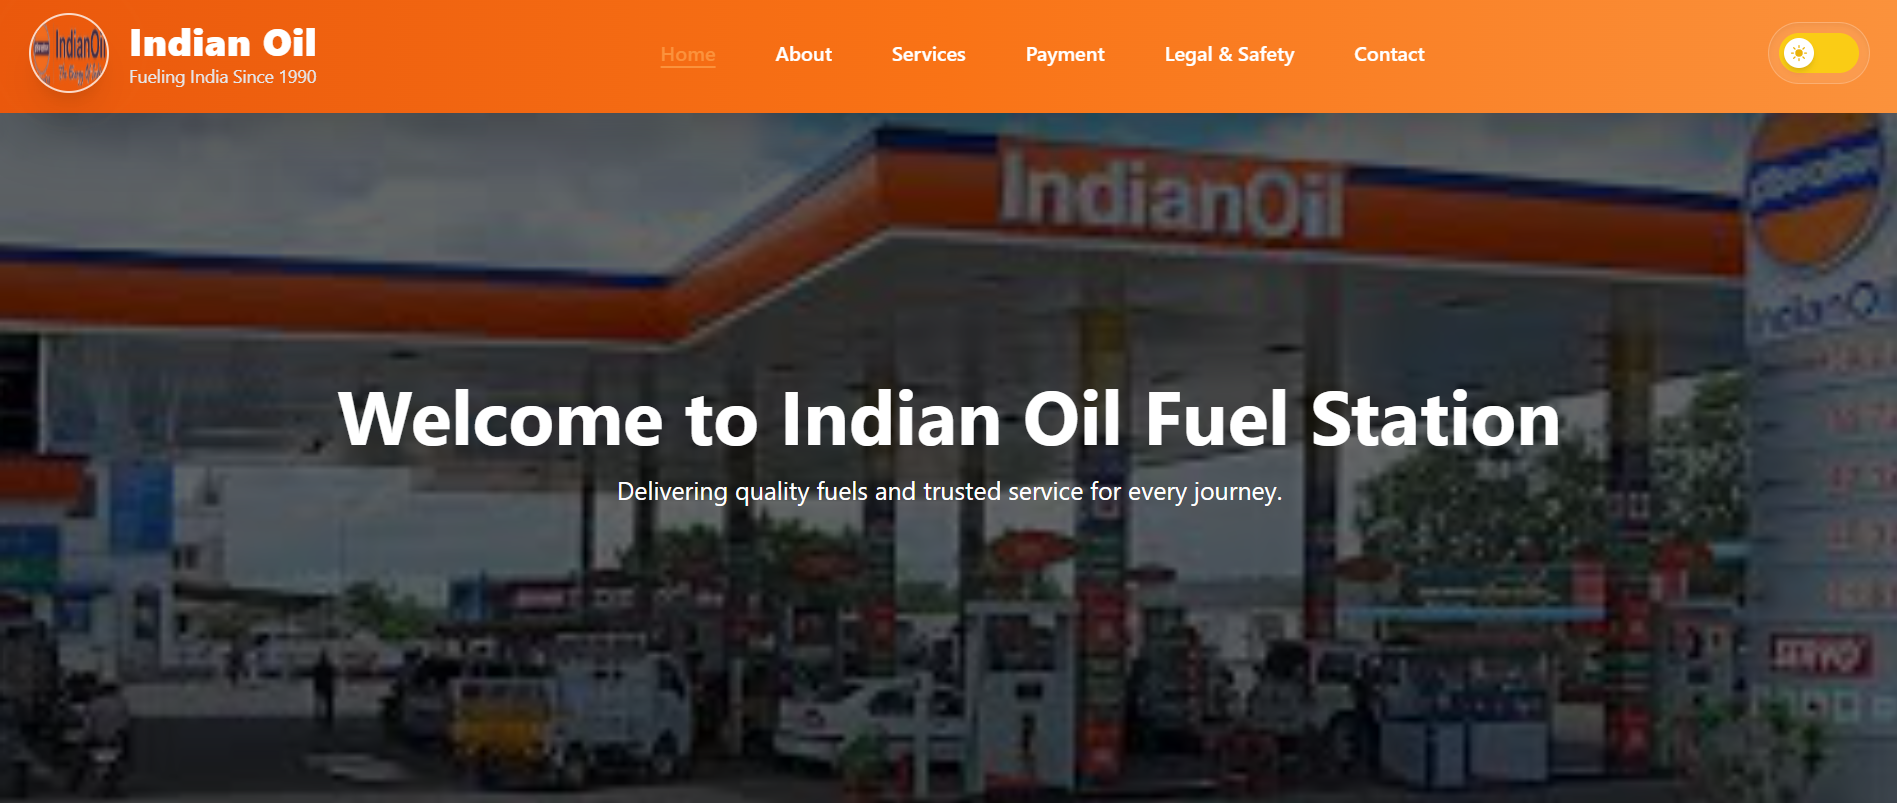 IndianOil
Indian Oil
Fueling India Since 1990
Home
About
Services
Payment
Legal & Safety
Contact
IndianOil
IndianOil
Welcome to Indian Oil Fuel Station
Delivering quality fuels and trusted service for every journey.
SERVO